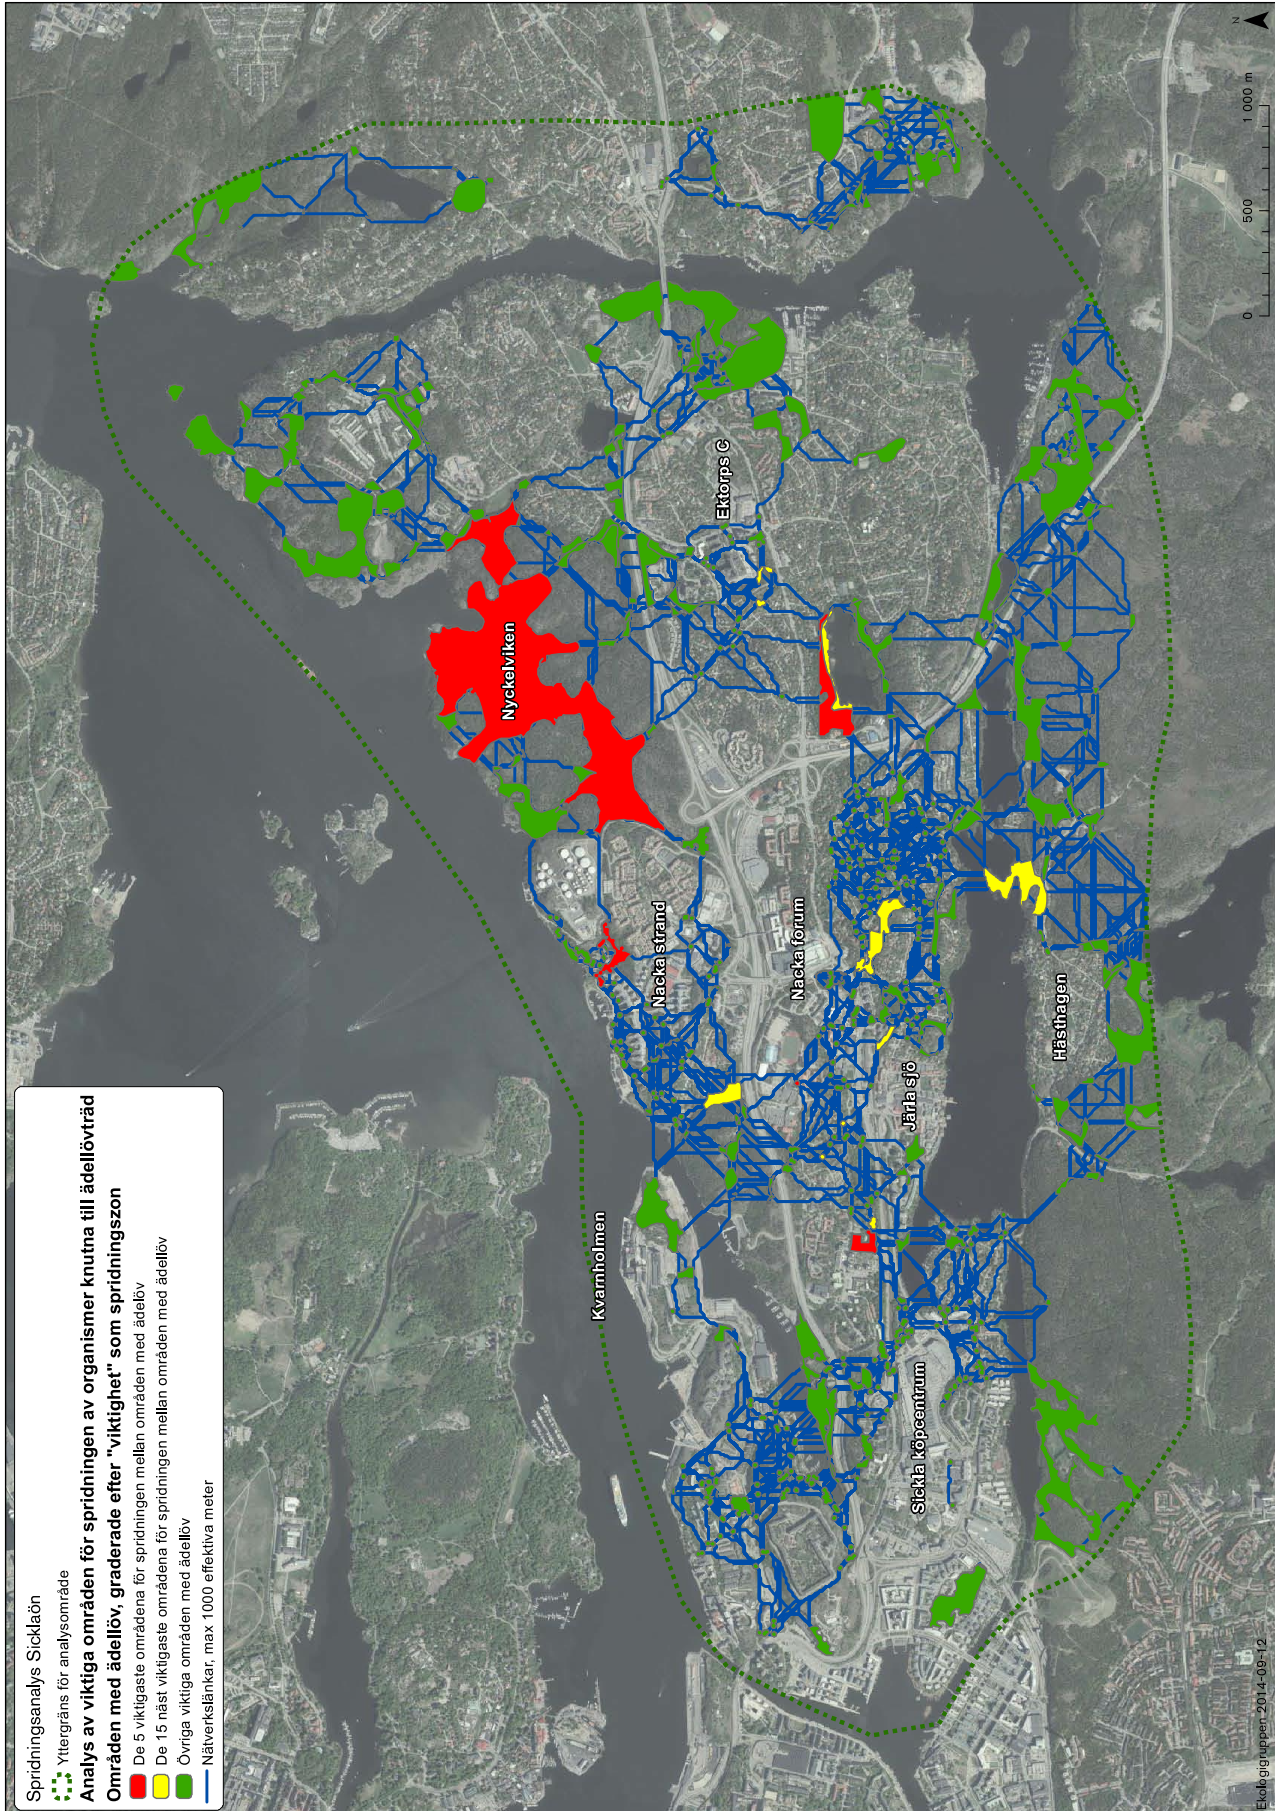 Spridningsanalys Sicklaön
Yttergräns för analysområde
Analys av viktiga områden för spridningen av organismer knutna till ädellövträd
Områden med ädellöv, graderade efter "viktighet" som spridningszon
De 5 viktigaste områdena för spridningen mellan områden med ädelöv
De 15 näst viktigaste områdena för spridningen mellan områden med ädellöv
Övriga viktiga områden med ädellöv
Nätverkslänkar, max 1000 effektiva meter
Kvarnholmen
Nyckelviken
Nacka strand
Ektorps C
Nacka forum
Järla sjö
Sickla köpcentrum
Hästhagen
0 500 1 000 m
N
Ekologigruppen 2014-09-12